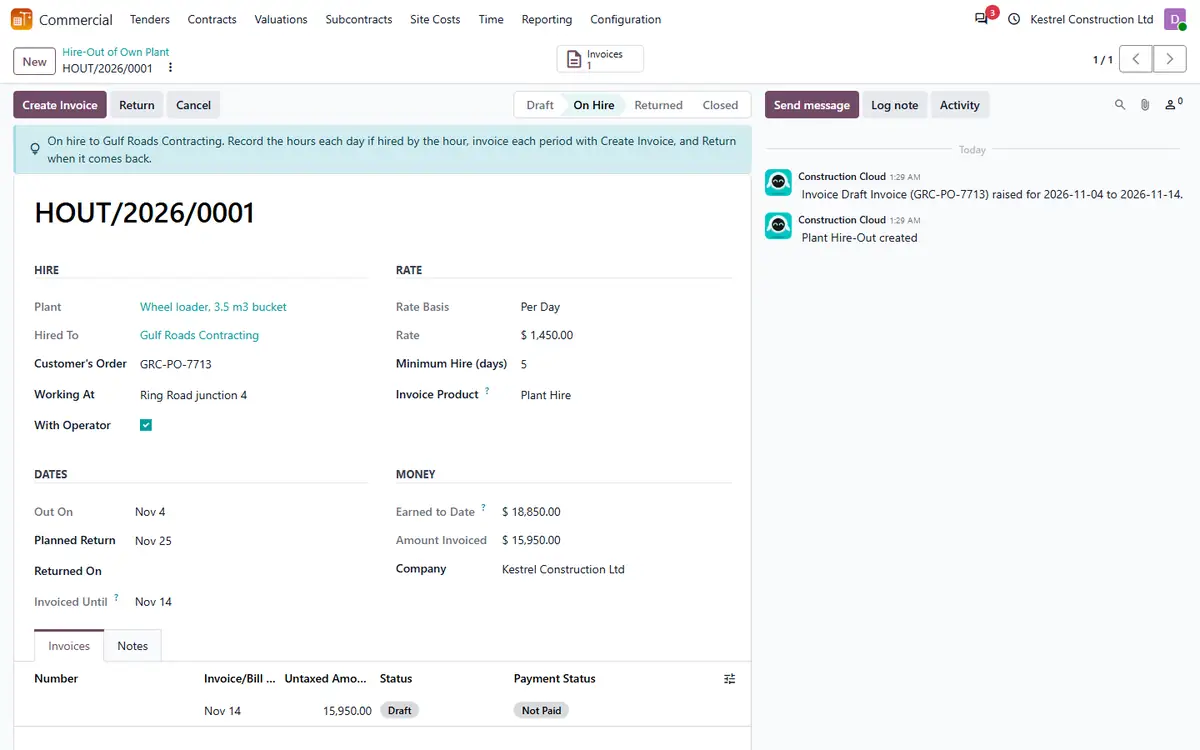 Commercial Tenders Contracts Valuations Subcontracts Site Costs Time Reporting Configuration 3 Kestrel Construction Ltd D
New Hire-Out of Own Plant
HOUT/2026/0001
Invoices
1
1 / 1
Create Invoice Return Cancel Draft On Hire Returned Closed Send message Log note Activity 0
On hire to Gulf Roads Contracting. Record the hours each day if hired by the hour, invoice each period with Create Invoice, and Return
when it comes back.
Today
Construction Cloud 1:29 AM
Invoice Draft Invoice (GRC-PO-7713) raised for 2026-11-04 to 2026-11-14.
Construction Cloud 1:29 AM
Plant Hire-Out created
HOUT/2026/0001
HIRE
Plant Wheel loader, 3.5 m3 bucket
Hired To Gulf Roads Contracting
Customer's Order GRC-PO-7713
Working At Ring Road junction 4
With Operator
RATE
Rate Basis Per Day
Rate $ 1,450.00
Minimum Hire (days) 5
Invoice Product ? Plant Hire
DATES
Out On Nov 4
Planned Return Nov 25
Returned On
Invoiced Until ? Nov 14
MONEY
Earned to Date ? $ 18,850.00
Amount Invoiced $ 15,950.00
Company Kestrel Construction Ltd
Invoices Notes
Number Invoice/Bill ... Untaxed Amo... Status Payment Status
Nov 14 15,950.00 Draft Not Paid